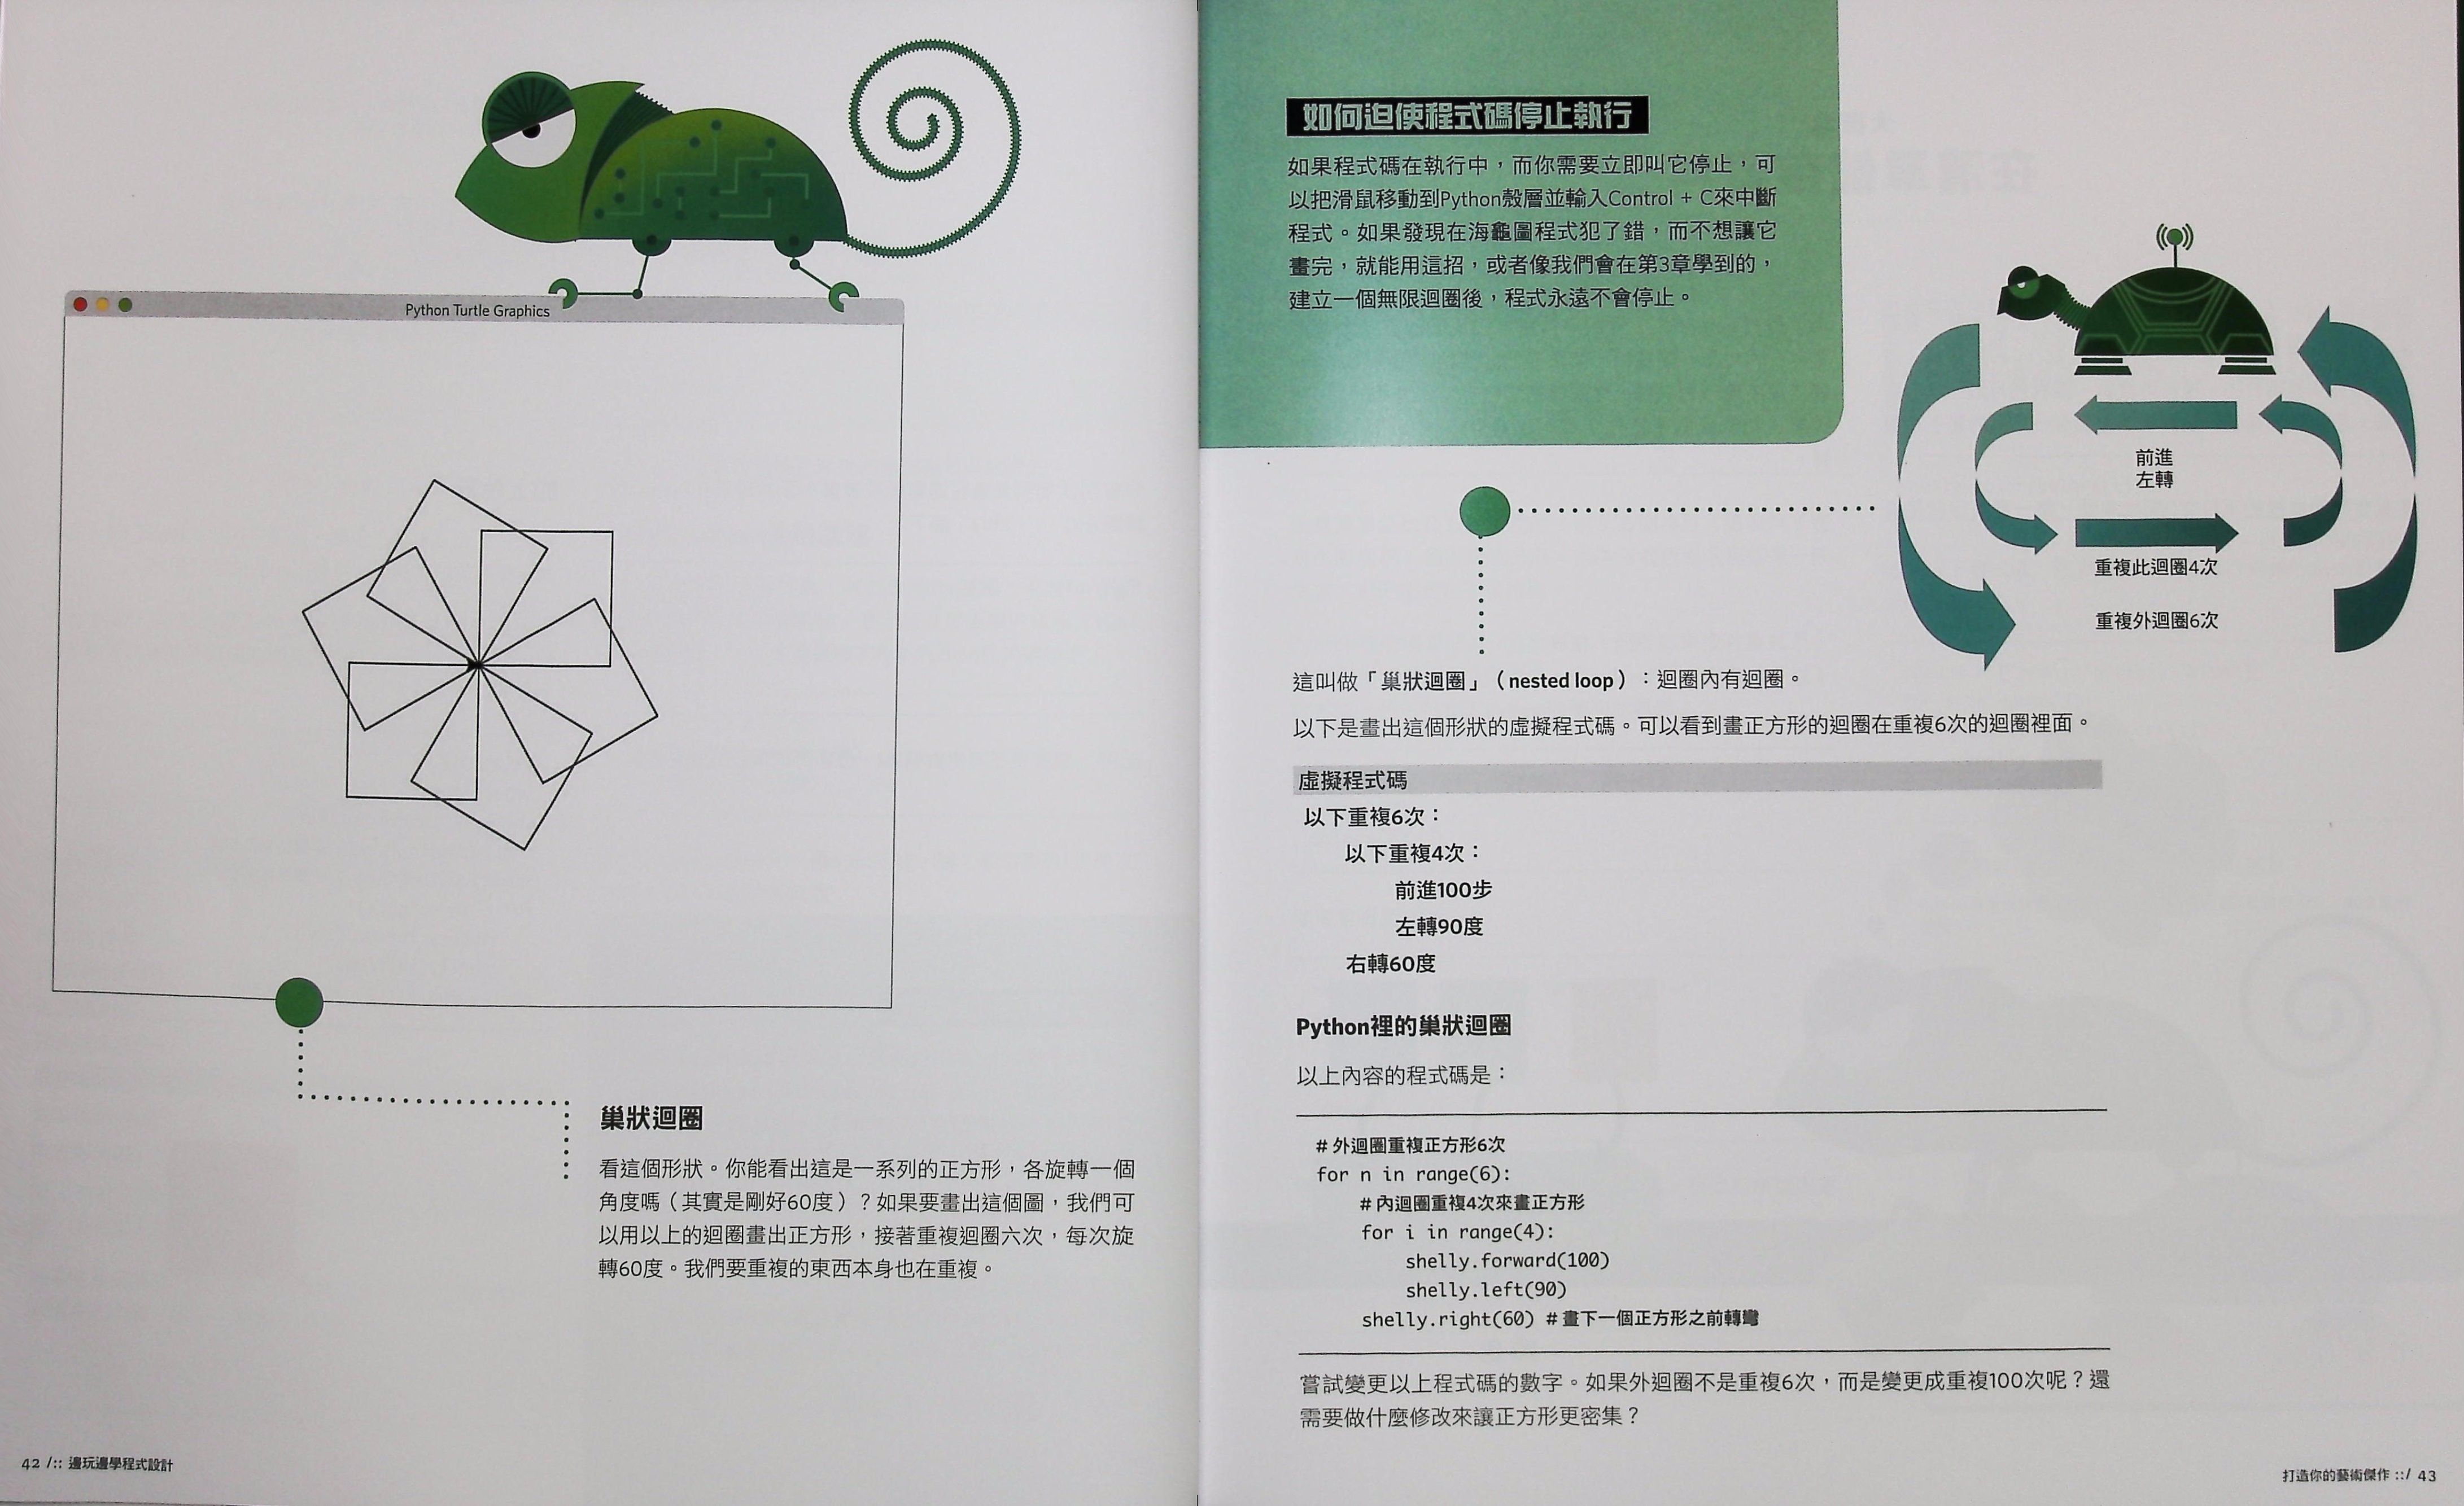 Python Turtle Graphics
巢狀迴圈
看這個形狀。你能看出這是一系列的正方形，各旋轉一個
角度嗎（其實是剛好60度）？如果要畫出這個圖，我們可
以用以上的迴圈畫出正方形，接著重複迴圈六次，每次旋
轉60度。我們要重複的東西本身也在重複。
42 /:: 邊玩邊學程式設計
如何迫使程式碼停止執行
如果程式碼在執行中，而你需要立即叫它停止，可
以把滑鼠移動到Python殼層並輸入Control + C來中斷
程式。如果發現在海龜圖程式犯了錯，而不想讓它
畫完，就能用這招，或者像我們會在第3章學到的，
建立一個無限迴圈後，程式永遠不會停止。
前進
左轉
重複此迴圈4次
重複外迴圈6次
這叫做「巢狀迴圈」（nested loop）：迴圈內有迴圈。
以下是畫出這個形狀的虛擬程式碼。可以看到畫正方形的迴圈在重複6次的迴圈裡面。
虛擬程式碼
以下重複6次：
以下重複4次：
前進100步
左轉90度
右轉60度
Python裡的巢狀迴圈
以上內容的程式碼是：
# 外迴圈重複正方形6次
for n in range(6):
# 內迴圈重複4次來畫正方形
for i in range(4):
shelly.forward(100)
shelly.left(90)
shelly.right(60) # 畫下一個正方形之前轉彎
嘗試變更以上程式碼的數字。如果外迴圈不是重複6次，而是變更成重複100次呢？還
需要做什麼修改來讓正方形更密集？
打造你的藝術傑作 ::/ 43